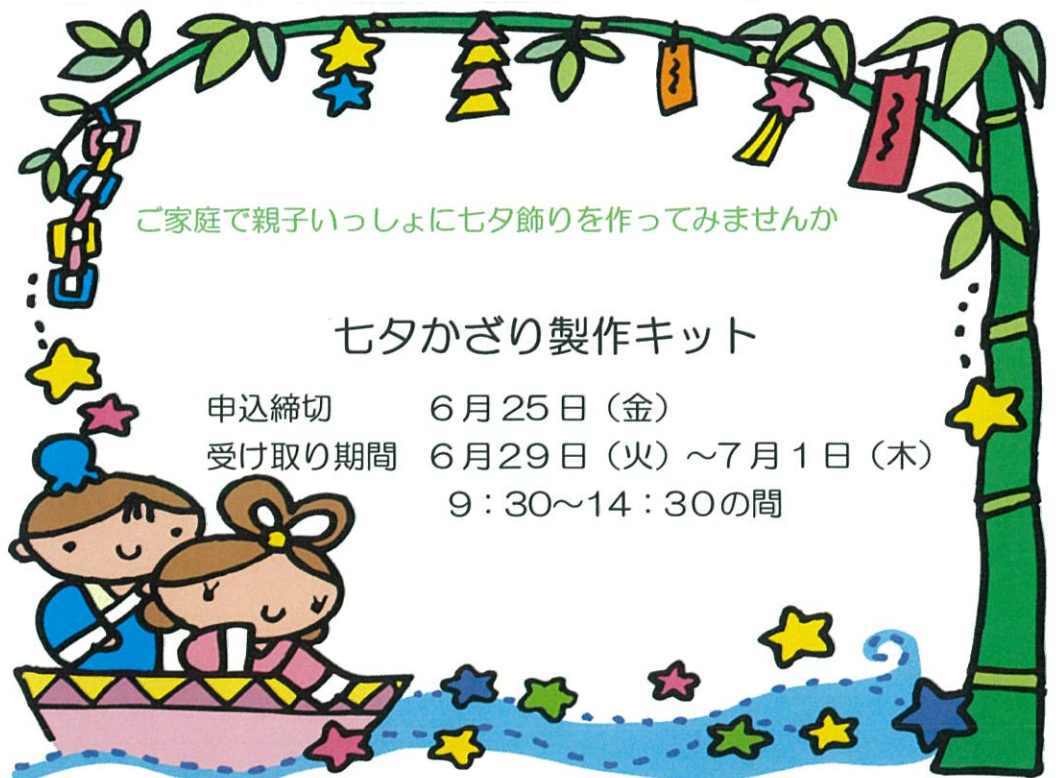 ご家庭で親子いっしょに七夕飾りを作ってみませんか
七夕かざり製作キット
申込締切　6月25日（金）
受け取り期間　6月29日（火）～7月1日（木）
9：30～14：30の間